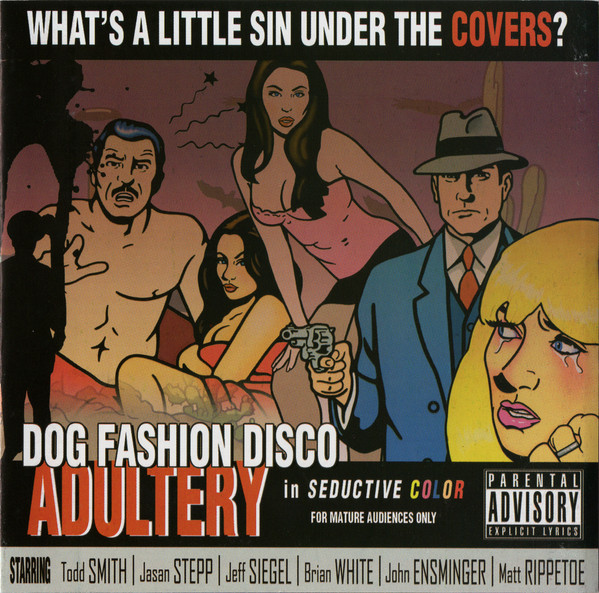 WHAT'S A LITTLE SIN UNDER THE COVERS?
DOG FASHION DISCO
ADULTERY
in SEDUCTIVE COLOR
FOR MATURE AUDIENCES ONLY
PARENTAL
ADVISORY
EXPLICIT LYRICS
STARRING Todd SMITH | Jasan STEPP | Jeff SIEGEL | Brian WHITE | John ENSMINGER | Matt RIPPETOE